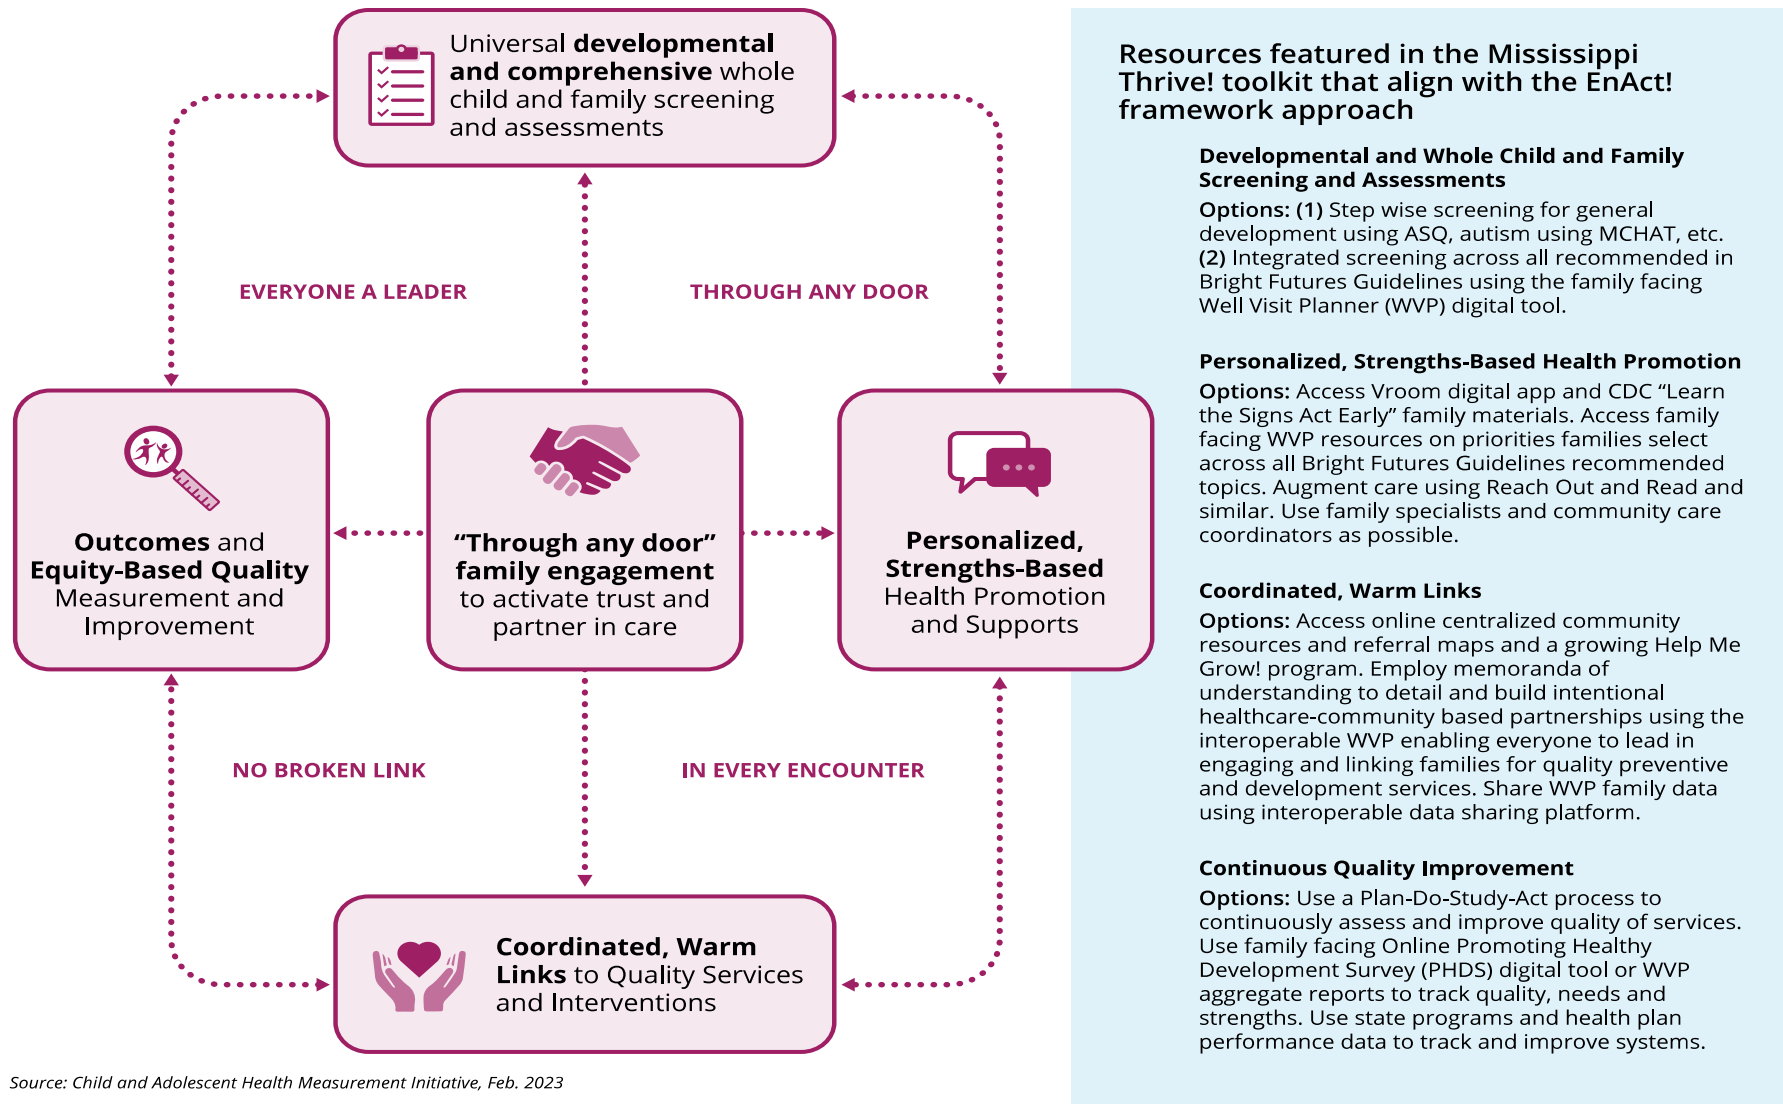 Universal developmental
and comprehensive whole
child and family screening
and assessments
EVERYONE A LEADER
THROUGH ANY DOOR
Outcomes and
Equity-Based Quality
Measurement and
Improvement
“Through any door”
family engagement
to activate trust and
partner in care
Personalized,
Strengths-Based
Health Promotion
and Supports
NO BROKEN LINK
IN EVERY ENCOUNTER
Coordinated, Warm
Links to Quality Services
and Interventions
Source: Child and Adolescent Health Measurement Initiative, Feb. 2023
Resources featured in the Mississippi
Thrive! toolkit that align with the EnAct!
framework approach
Developmental and Whole Child and Family
Screening and Assessments
Options: (1) Step wise screening for general
development using ASQ, autism using MCHAT, etc.
(2) Integrated screening across all recommended in
Bright Futures Guidelines using the family facing
Well Visit Planner (WVP) digital tool.
Personalized, Strengths-Based Health Promotion
Options: Access Vroom digital app and CDC “Learn
the Signs Act Early” family materials. Access family
facing WVP resources on priorities families select
across all Bright Futures Guidelines recommended
topics. Augment care using Reach Out and Read and
similar. Use family specialists and community care
coordinators as possible.
Coordinated, Warm Links
Options: Access online centralized community
resources and referral maps and a growing Help Me
Grow! program. Employ memoranda of
understanding to detail and build intentional
healthcare-community based partnerships using the
interoperable WVP enabling everyone to lead in
engaging and linking families for quality preventive
and development services. Share WVP family data
using interoperable data sharing platform.
Continuous Quality Improvement
Options: Use a Plan-Do-Study-Act process to
continuously assess and improve quality of services.
Use family facing Online Promoting Healthy
Development Survey (PHDS) digital tool or WVP
aggregate reports to track quality, needs and
strengths. Use state programs and health plan
performance data to track and improve systems.